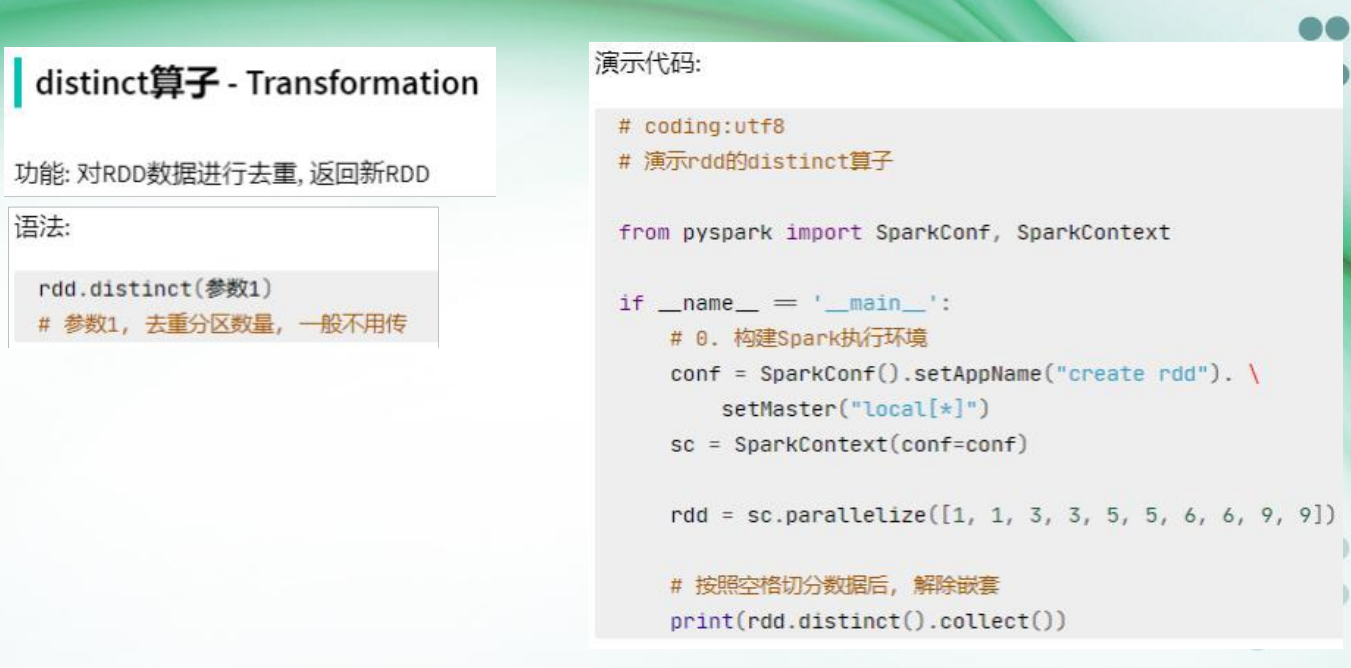 distinct算子 - Transformation
功能: 对RDD数据进行去重, 返回新RDD
语法:
rdd.distinct(参数1)
# 参数1, 去重分区数量, 一般不用传
演示代码:
# coding:utf8
# 演示rdd的distinct算子
from pyspark import SparkConf, SparkContext
if __name__ == '__main__':
# 0. 构建Spark执行环境
conf = SparkConf().setAppName("create rdd"). \
setMaster("local[*]")
sc = SparkContext(conf=conf)
rdd = sc.parallelize([1, 1, 3, 3, 5, 5, 6, 6, 9, 9])
# 按照空格切分数据后, 解除嵌套
print(rdd.distinct().collect())